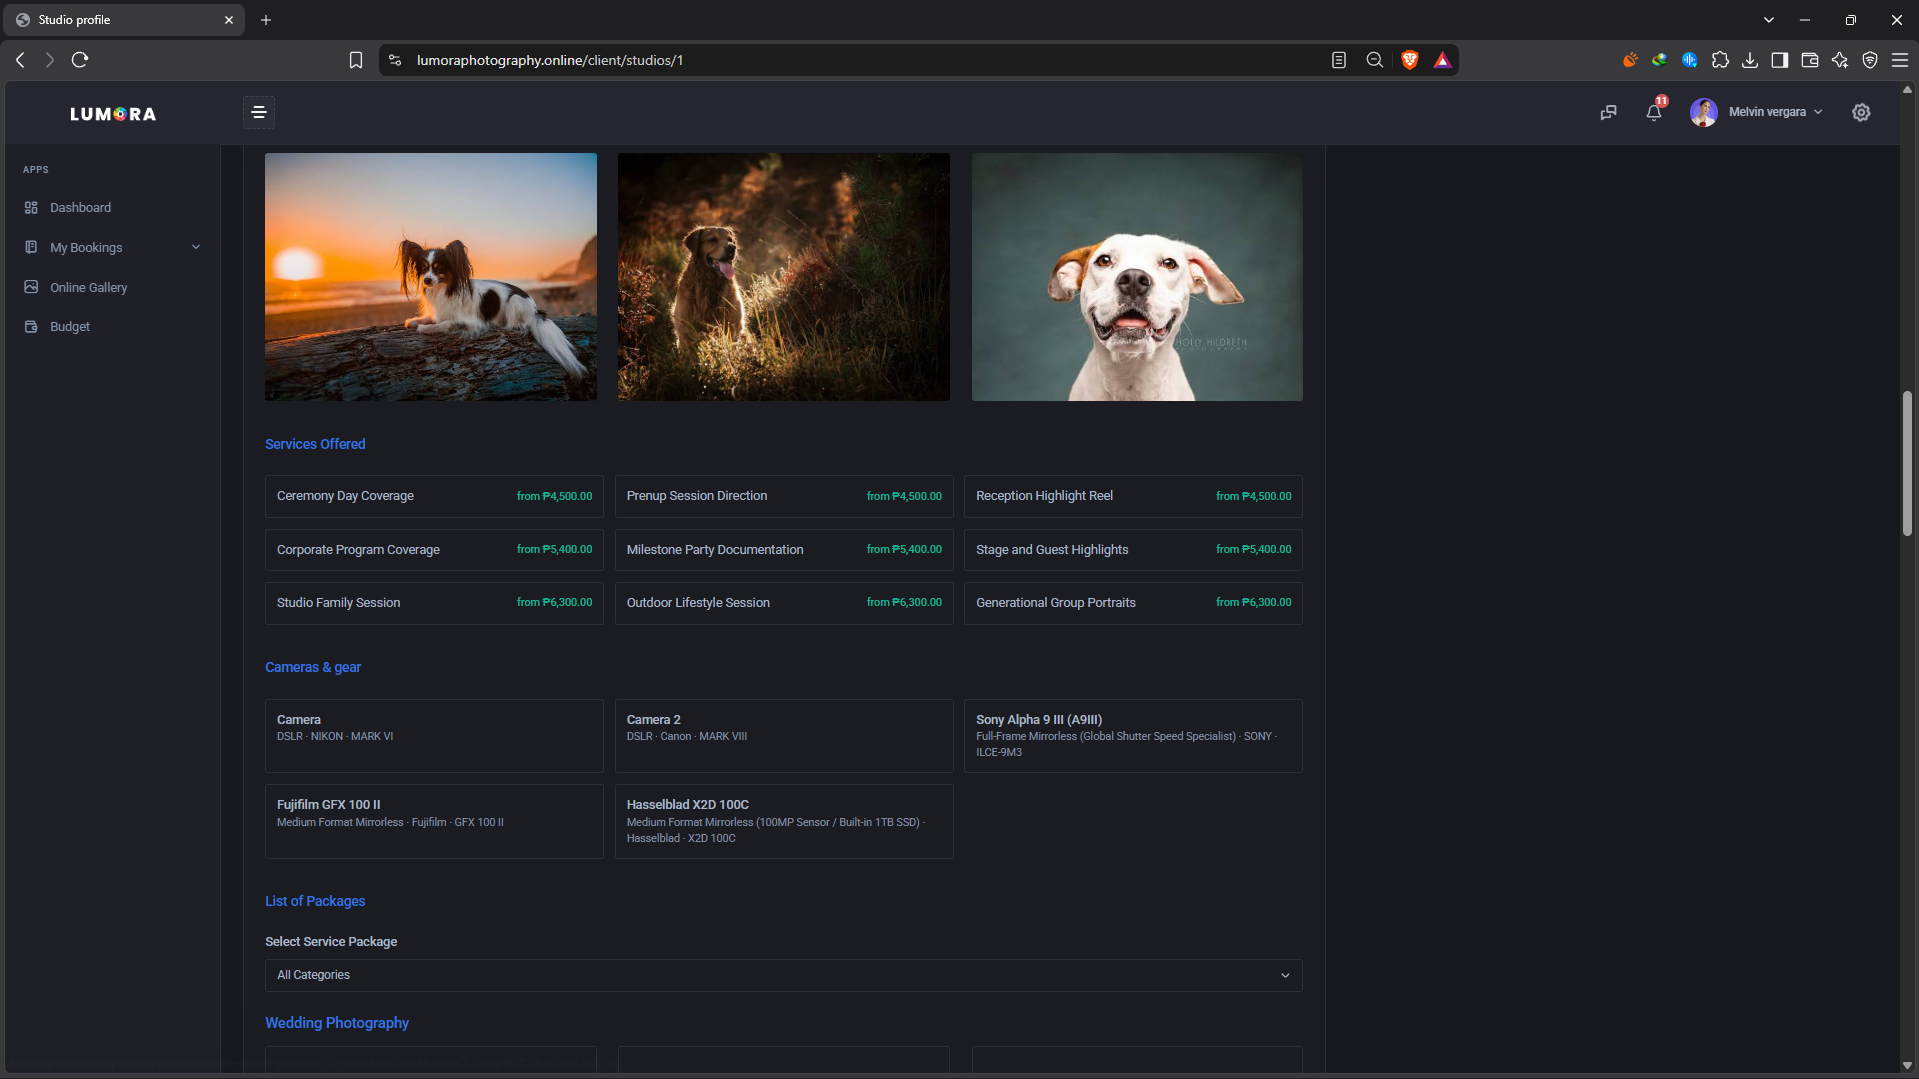 Studio profile
lumoraphotography.online/client/studios/1
LUMORA
11
Melvin vergara
APPS
Dashboard
My Bookings
Online Gallery
Budget
HOLLY HILDRETH
Services Offered
Ceremony Day Coverage from ₱4,500.00
Prenup Session Direction from ₱4,500.00
Reception Highlight Reel from ₱4,500.00
Corporate Program Coverage from ₱5,400.00
Milestone Party Documentation from ₱5,400.00
Stage and Guest Highlights from ₱5,400.00
Studio Family Session from ₱6,300.00
Outdoor Lifestyle Session from ₱6,300.00
Generational Group Portraits from ₱6,300.00
Cameras & gear
Camera
DSLR · NIKON · MARK VI
Camera 2
DSLR · Canon · MARK VIII
Sony Alpha 9 III (A9III)
Full-Frame Mirrorless (Global Shutter Speed Specialist) · SONY ·
ILCE-9M3
Fujifilm GFX 100 II
Medium Format Mirrorless · Fujifilm · GFX 100 II
Hasselblad X2D 100C
Medium Format Mirrorless (100MP Sensor / Built-in 1TB SSD) ·
Hasselblad · X2D 100C
List of Packages
Select Service Package
All Categories
Wedding Photography